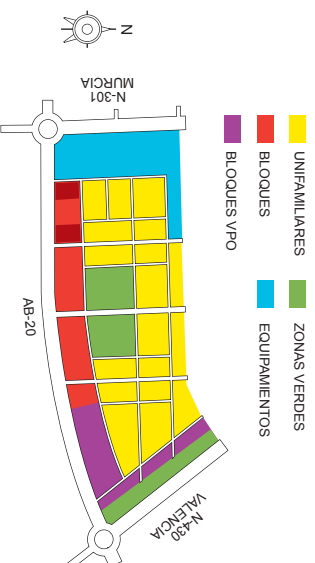 N
N-301
MURCIA
UNIFAMILIARES
BLOQUES
BLOQUES VPO
ZONAS VERDES
EQUIPAMIENTOS
AB-20
N-430
VALENCIA